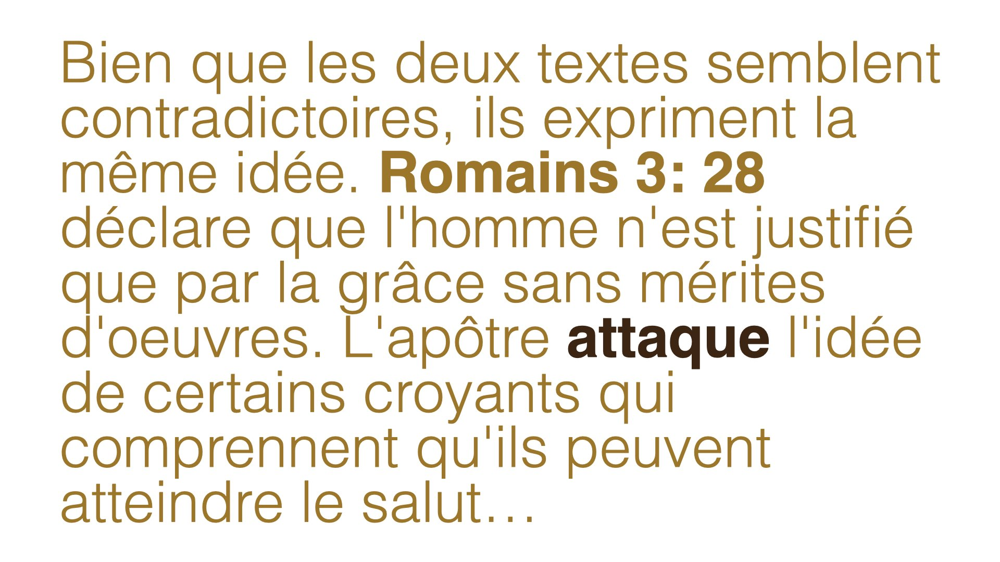 Bien que les deux textes semblent
contradictoires, ils expriment la
même idée. Romains 3: 28
déclare que l'homme n'est justifié
que par la grâce sans mérites
d'oeuvres. L'apôtre attaque l'idée
de certains croyants qui
comprennent qu'ils peuvent
atteindre le salut…